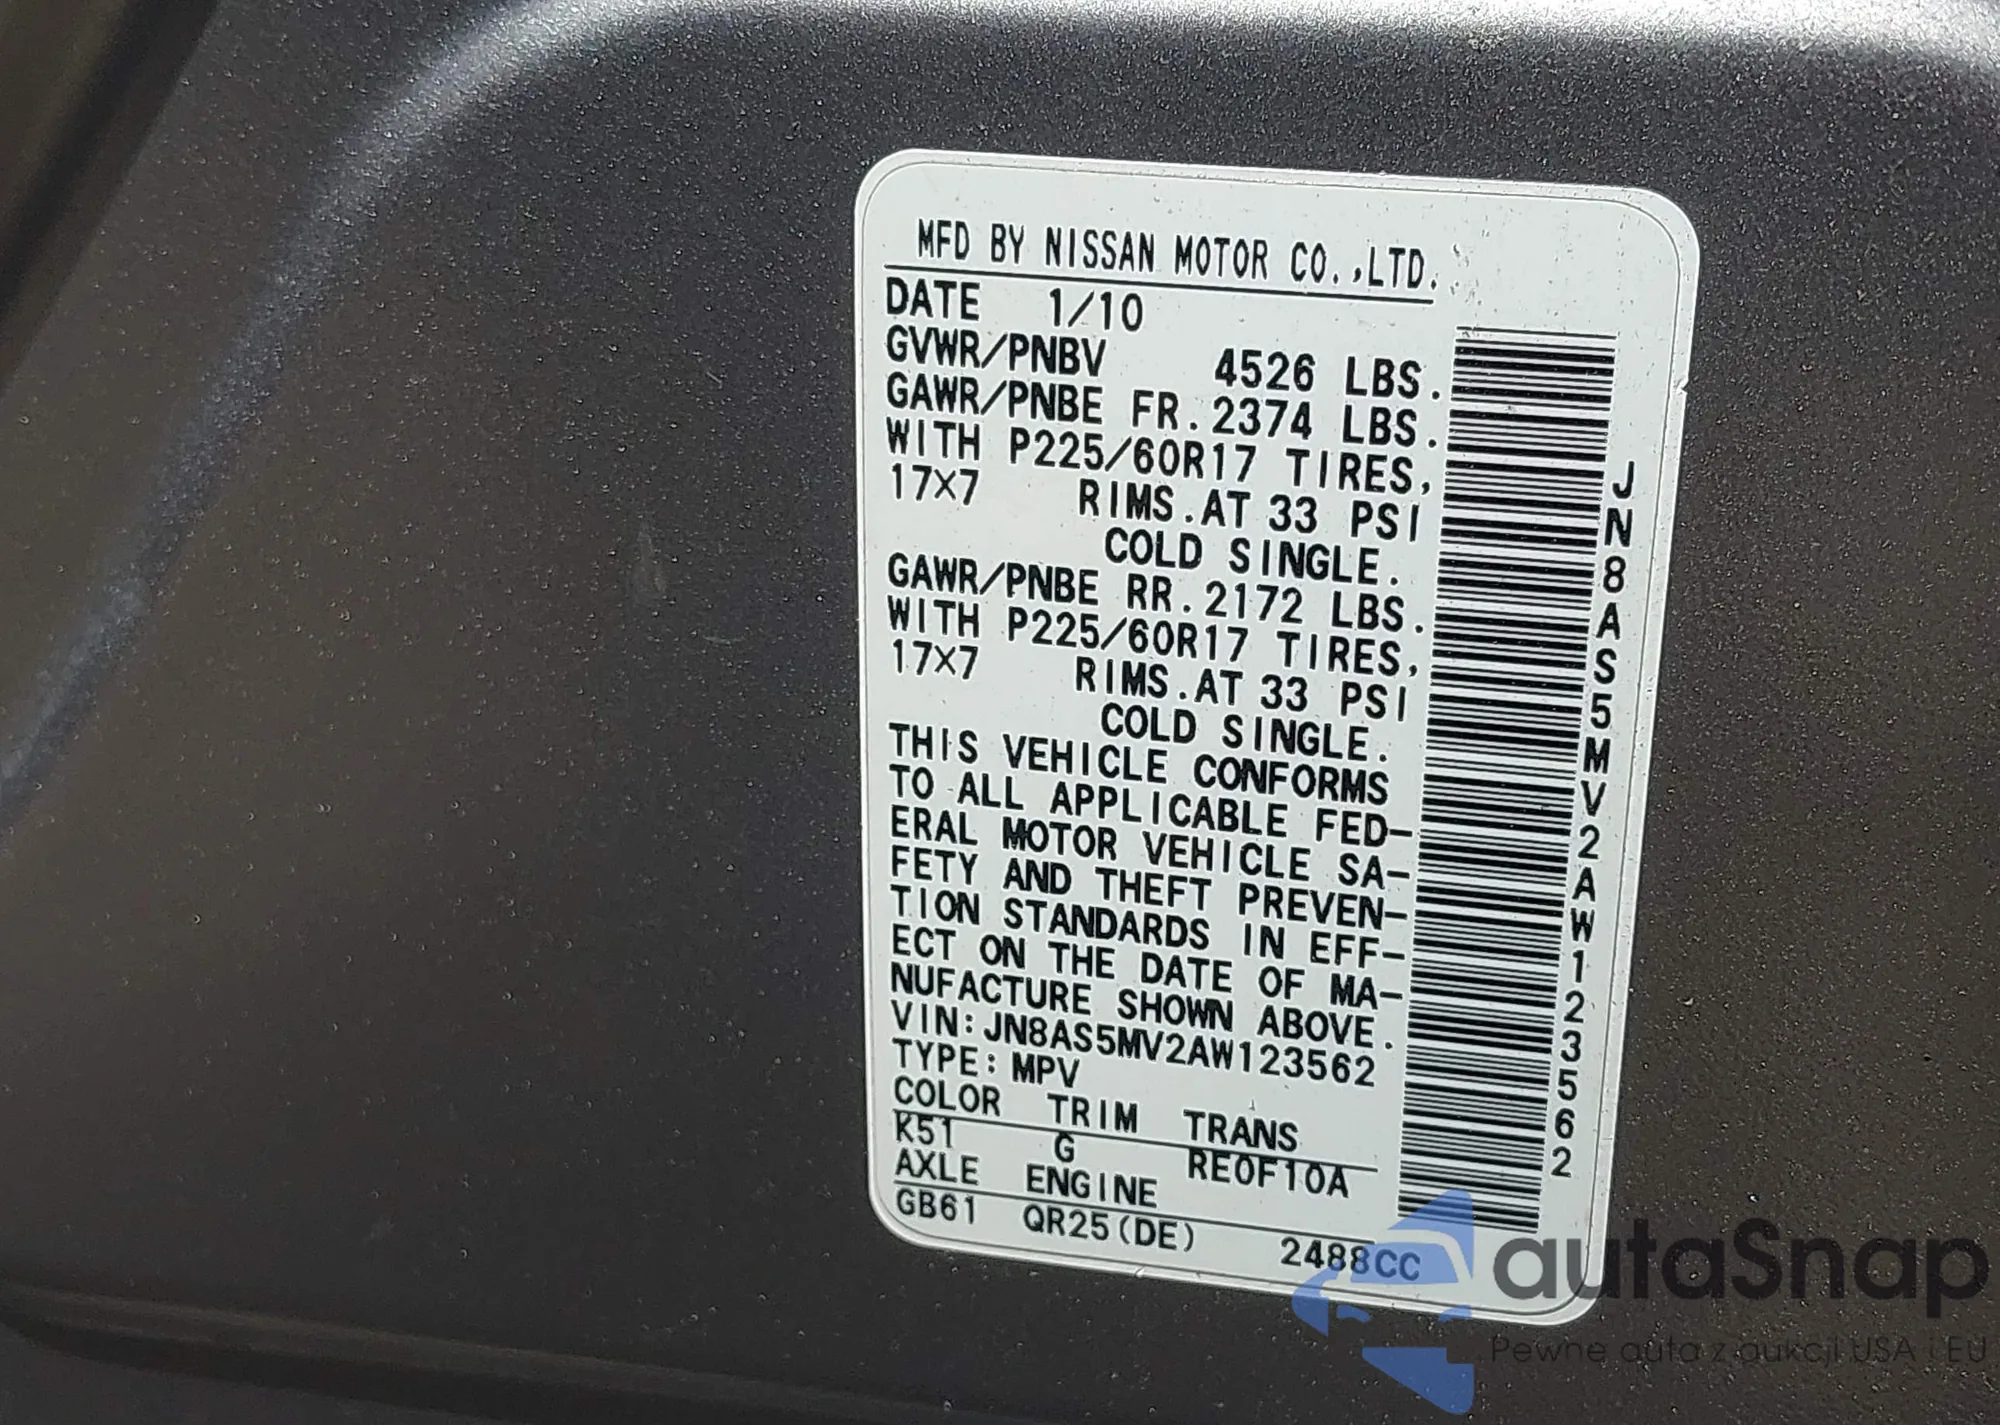 MFD BY NISSAN MOTOR CO.,LTD.
DATE 1/10
GVWR/PNBV 4526 LBS.
GAWR/PNBE FR.2374 LBS.
WITH P225/60R17 TIRES,
17×7 RIMS.AT 33 PSI
COLD SINGLE.
GAWR/PNBE RR.2172 LBS.
WITH P225/60R17 TIRES,
17×7 RIMS.AT 33 PSI
COLD SINGLE.
THIS VEHICLE CONFORMS
TO ALL APPLICABLE FED-
ERAL MOTOR VEHICLE SA-
FETY AND THEFT PREVEN-
TION STANDARDS IN EFF-
ECT ON THE DATE OF MA-
NUFACTURE SHOWN ABOVE.
VIN:JN8AS5MV2AW123562
TYPE:MPV
COLOR TRIM TRANS
K51 G RE0F10A
AXLE ENGINE
GB61 QR25(DE) 2488CC
JN8AS5MV2AW123562
autaSnap
Pewne auta z aukcji USA i EU